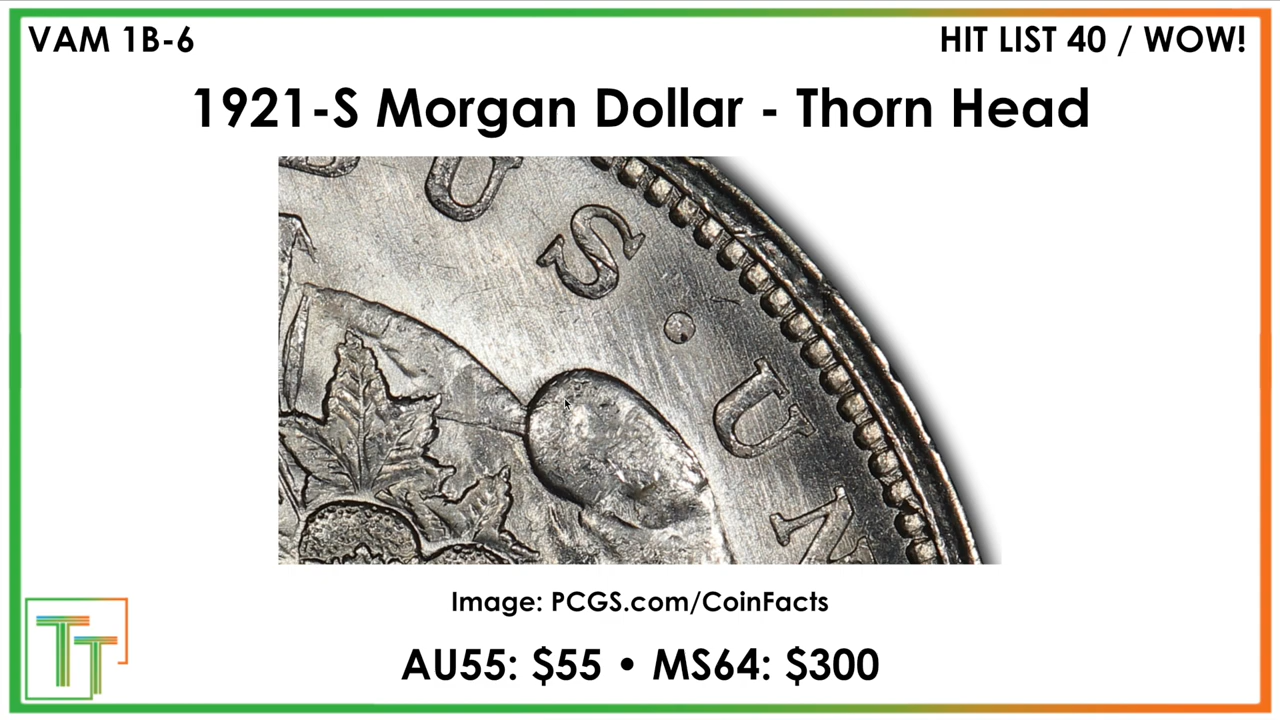 VAM 1B-6
HIT LIST 40 / WOW!
1921-S Morgan Dollar - Thorn Head
U S · U N
Image: PCGS.com/CoinFacts
TT
AU55: $55 • MS64: $300